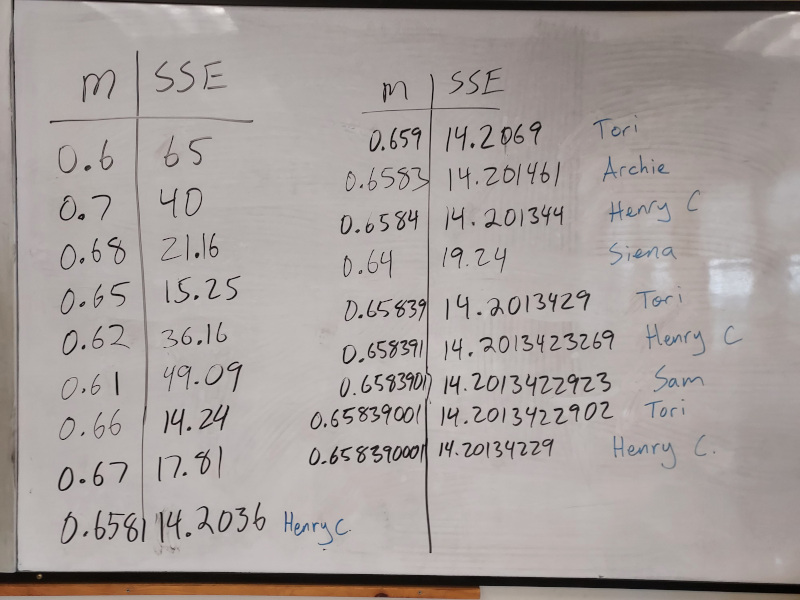 m SSE
0.6 65
0.7 40
0.68 21.16
0.65 15.25
0.62 36.16
0.61 49.09
0.66 14.24
0.67 17.81
0.6581 14.2036 Henry C.
m SSE
0.659 14.2069 Tori
0.6583 14.201461 Archie
0.6584 14.201344 Henry C
0.64 19.24 Siena
0.65839 14.2013429 Tori
0.658391 14.2013423269 Henry C
0.6583901 14.2013422923 Sam
0.65839001 14.2013422902 Tori
0.658390001 14.20134229 Henry C.